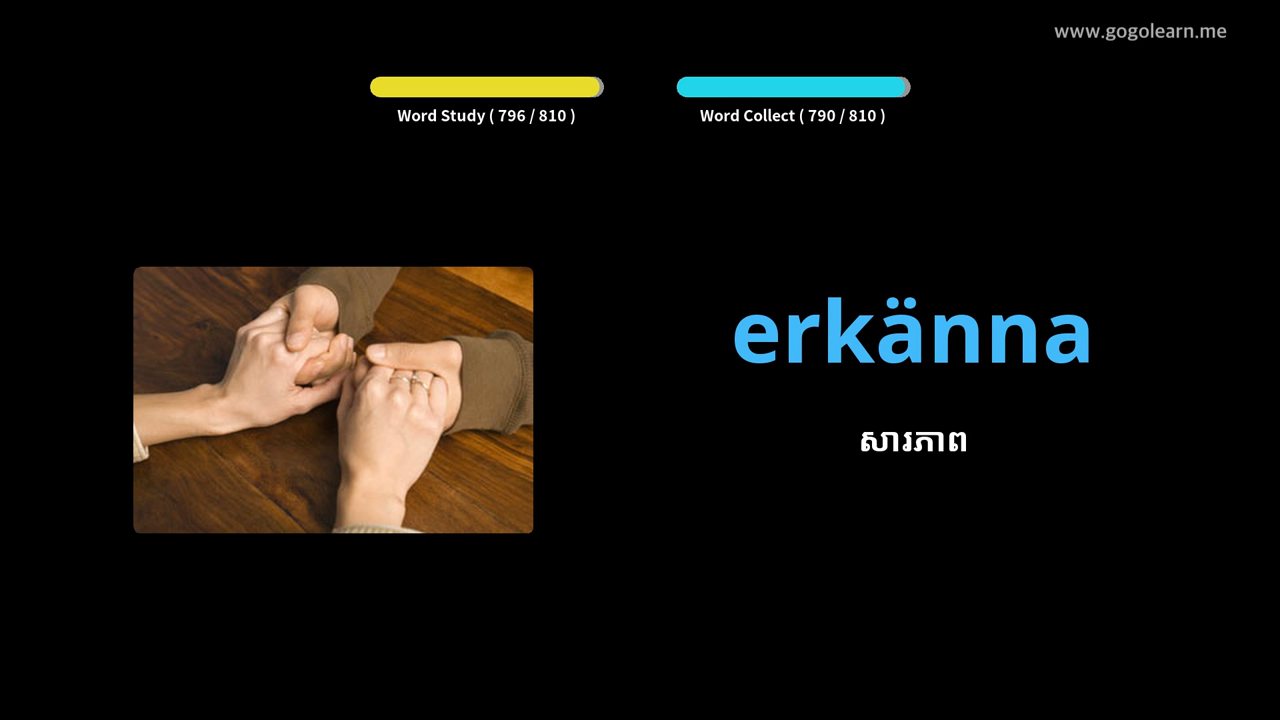 www.gogolearn.me
Word Study ( 796 / 810 )
Word Collect ( 790 / 810 )
erkänna
សារភាព